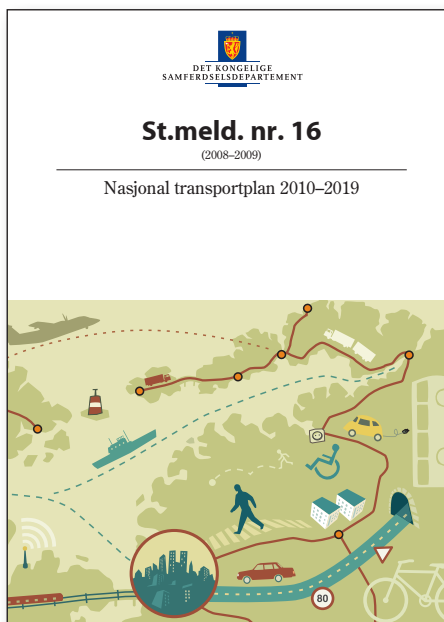 DET KONGELIGE
SAMFERDSELSDEPARTEMENT
St.meld. nr. 16
(2008–2009)
Nasjonal transportplan 2010–2019
80